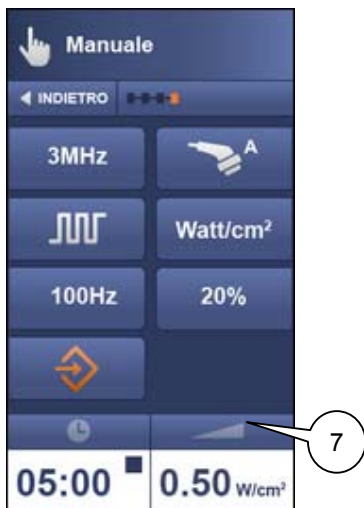 Manuale
INDIETRO
3MHz
A
Watt/cm²
100Hz
20%
7
05:00
0.50 W/cm²